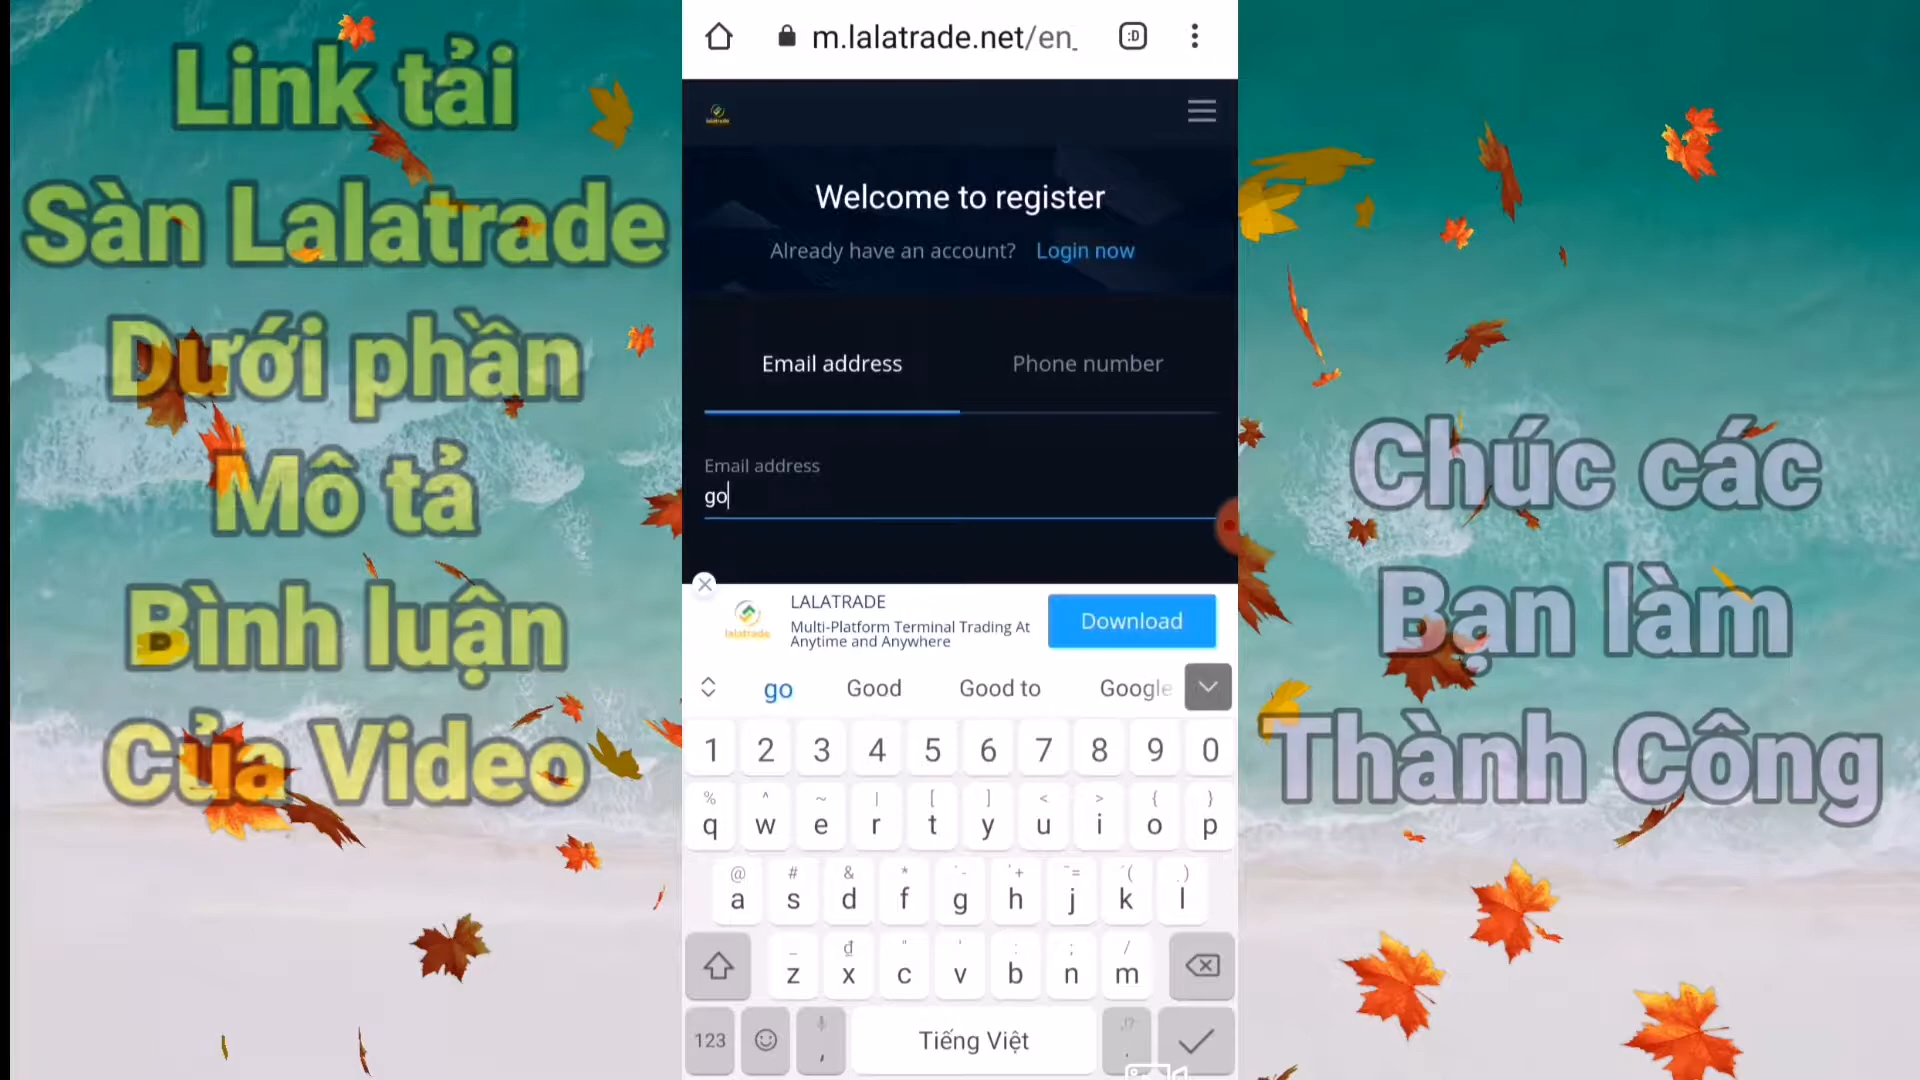 Link tải
Sàn Lalatrade
Dưới phần
Mô tả
Bình luận
Của Video
m.lalatrade.net/en_
:D
lalatrade
Welcome to register
Already have an account? Login now
Email address Phone number
Email address
go
lalatrade
LALATRADE
Multi-Platform Terminal Trading At
Anytime and Anywhere
Download
go Good Good to Google
1 2 3 4 5 6 7 8 9 0
% ^ ~ | [ ] < > { }
q w e r t y u i o p
@ # & * - + = ( )
a s d f g h j k l
_ ₫ " ' : ; /
z x c v b n m
123 , Tiếng Việt .
Chúc các
Bạn làm
Thành Công